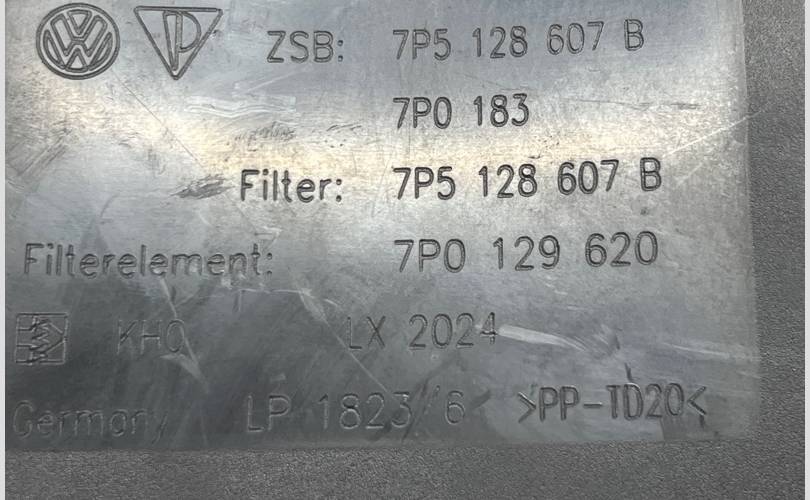 ZSB: 7P5 128 607 B
7P0 183
Filter: 7P5 128 607 B
Filterelement: 7P0 129 620
KHO LX 2024
Germany LP 1823/6 >PP-TD20<